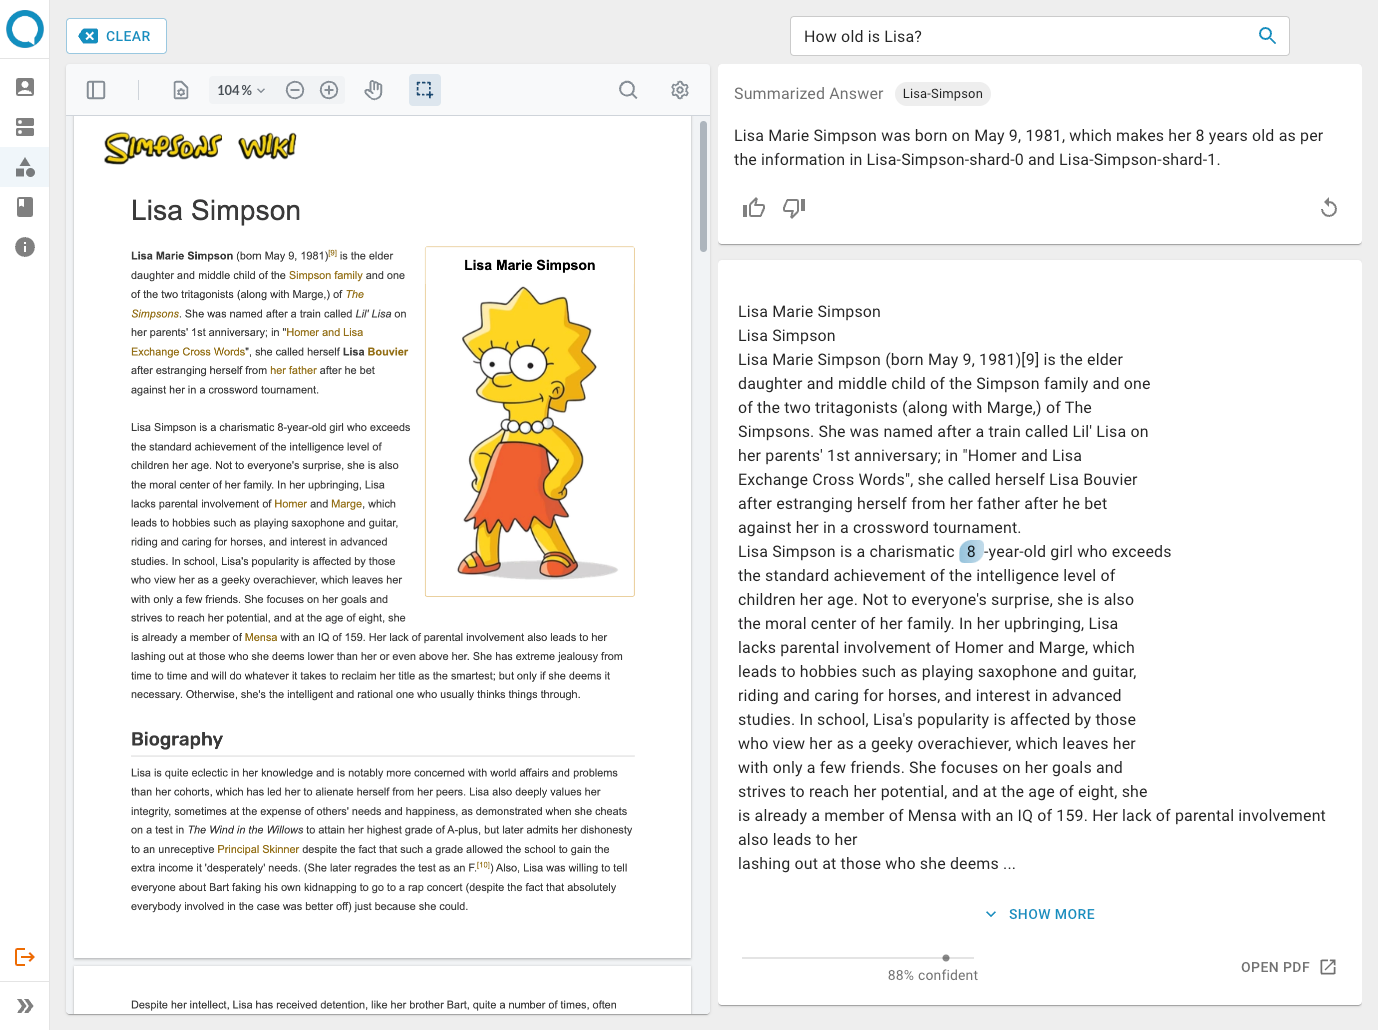 CLEAR
How old is Lisa?
104%
Simpsons Wiki
Lisa Simpson
Lisa Marie Simpson (born May 9, 1981)[9] is the elder
daughter and middle child of the Simpson family and one
of the two tritagonists (along with Marge,) of The
Simpsons. She was named after a train called Lil' Lisa on
her parents' 1st anniversary; in "Homer and Lisa
Exchange Cross Words", she called herself Lisa Bouvier
after estranging herself from her father after he bet
against her in a crossword tournament.
Lisa Marie Simpson
Lisa Simpson is a charismatic 8-year-old girl who exceeds
the standard achievement of the intelligence level of
children her age. Not to everyone's surprise, she is also
the moral center of her family. In her upbringing, Lisa
lacks parental involvement of Homer and Marge, which
leads to hobbies such as playing saxophone and guitar,
riding and caring for horses, and interest in advanced
studies. In school, Lisa's popularity is affected by those
who view her as a geeky overachiever, which leaves her
with only a few friends. She focuses on her goals and
strives to reach her potential, and at the age of eight, she
is already a member of Mensa with an IQ of 159. Her lack of parental involvement also leads to her
lashing out at those who she deems lower than her or even above her. She has extreme jealousy from
time to time and will do whatever it takes to reclaim her title as the smartest; but only if she deems it
necessary. Otherwise, she's the intelligent and rational one who usually thinks things through.
Biography
Lisa is quite eclectic in her knowledge and is notably more concerned with world affairs and problems
than her cohorts, which has led her to alienate herself from her peers. Lisa also deeply values her
integrity, sometimes at the expense of others' needs and happiness, as demonstrated when she cheats
on a test in The Wind in the Willows to attain her highest grade of A-plus, but later admits her dishonesty
to an unreceptive Principal Skinner despite the fact that such a grade allowed the school to gain the
extra income it 'desperately' needs. (She later regrades the test as an F.[10]) Also, Lisa was willing to tell
everyone about Bart faking his own kidnapping to go to a rap concert (despite the fact that absolutely
everybody involved in the case was better off) just because she could.
Despite her intellect, Lisa has received detention, like her brother Bart, quite a number of times, often
Summarized Answer Lisa-Simpson
Lisa Marie Simpson was born on May 9, 1981, which makes her 8 years old as per
the information in Lisa-Simpson-shard-0 and Lisa-Simpson-shard-1.
Lisa Marie Simpson
Lisa Simpson
Lisa Marie Simpson (born May 9, 1981)[9] is the elder
daughter and middle child of the Simpson family and one
of the two tritagonists (along with Marge,) of The
Simpsons. She was named after a train called Lil' Lisa on
her parents' 1st anniversary; in "Homer and Lisa
Exchange Cross Words", she called herself Lisa Bouvier
after estranging herself from her father after he bet
against her in a crossword tournament.
Lisa Simpson is a charismatic 8-year-old girl who exceeds
the standard achievement of the intelligence level of
children her age. Not to everyone's surprise, she is also
the moral center of her family. In her upbringing, Lisa
lacks parental involvement of Homer and Marge, which
leads to hobbies such as playing saxophone and guitar,
riding and caring for horses, and interest in advanced
studies. In school, Lisa's popularity is affected by those
who view her as a geeky overachiever, which leaves her
with only a few friends. She focuses on her goals and
strives to reach her potential, and at the age of eight, she
is already a member of Mensa with an IQ of 159. Her lack of parental involvement
also leads to her
lashing out at those who she deems ...
SHOW MORE
88% confident
OPEN PDF